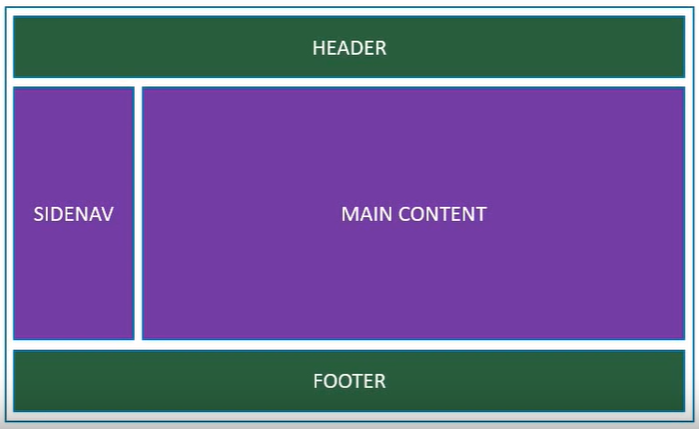 HEADER
SIDENAV
MAIN CONTENT
FOOTER